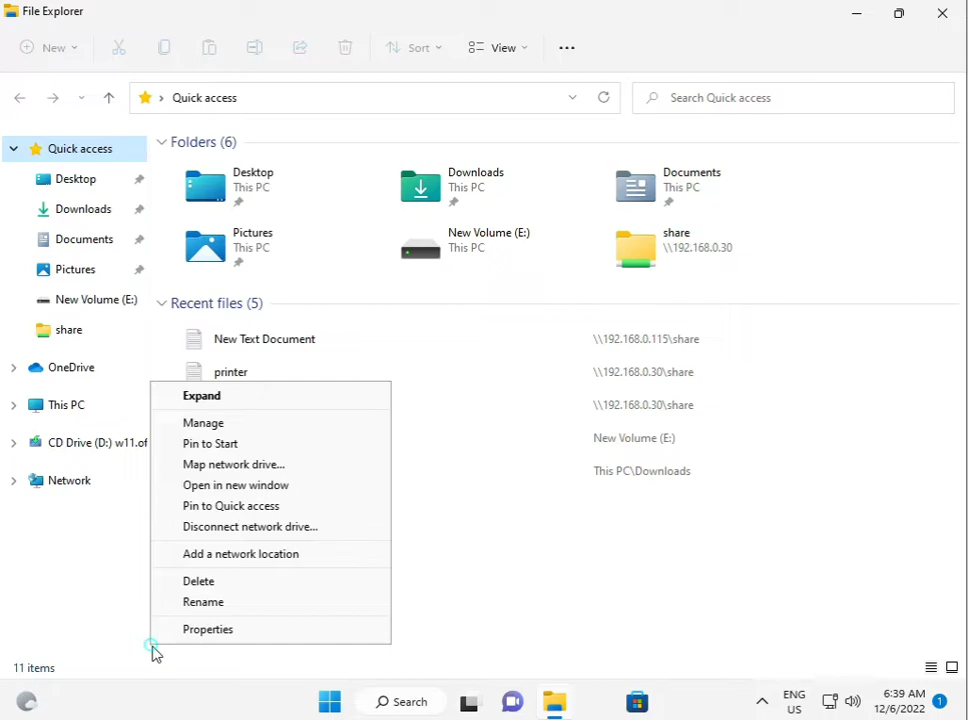 File Explorer
New
Sort
View
Quick access
Search Quick access
Quick access
Desktop
Downloads
Documents
Pictures
New Volume (E:)
share
OneDrive
This PC
CD Drive (D:) w11.of
Network
Folders (6)
Desktop
This PC
Downloads
This PC
Documents
This PC
Pictures
This PC
New Volume (E:)
This PC
share
\\192.168.0.30
Recent files (5)
New Text Document
\\192.168.0.115\share
printer
\\192.168.0.30\share
\\192.168.0.30\share
New Volume (E:)
This PC\Downloads
Expand
Manage
Pin to Start
Map network drive...
Open in new window
Pin to Quick access
Disconnect network drive...
Add a network location
Delete
Rename
Properties
11 items
Search
ENG
US
6:39 AM
12/6/2022
1